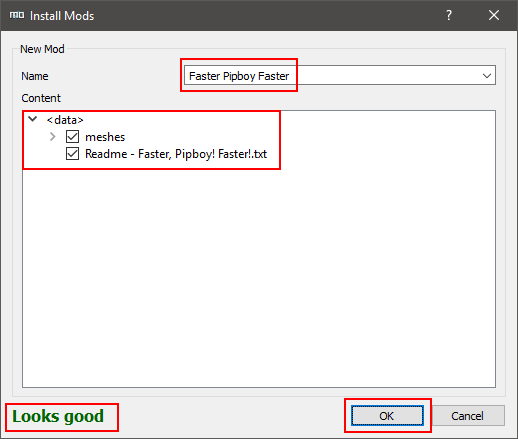 Install Mods
New Mod
Name
Faster Pipboy Faster
Content
<data>
meshes
Readme - Faster, Pipboy! Faster!.txt
Looks good
OK
Cancel